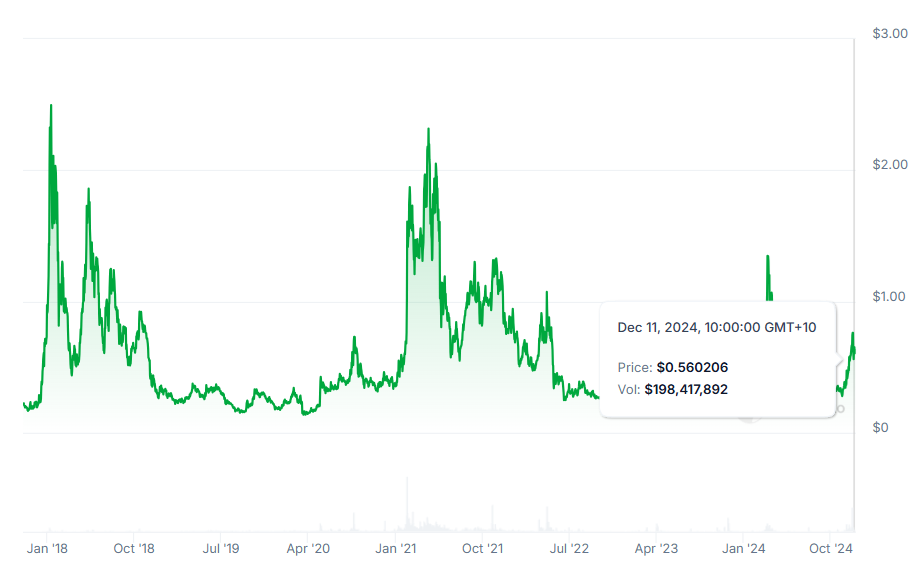 $3.00
$2.00
$1.00
Dec 11, 2024, 10:00:00 GMT+10
Price: $0.560206
Vol: $198,417,892
$0
Jan '18 Oct '18 Jul '19 Apr '20 Jan '21 Oct '21 Jul '22 Apr '23 Jan '24 Oct '24